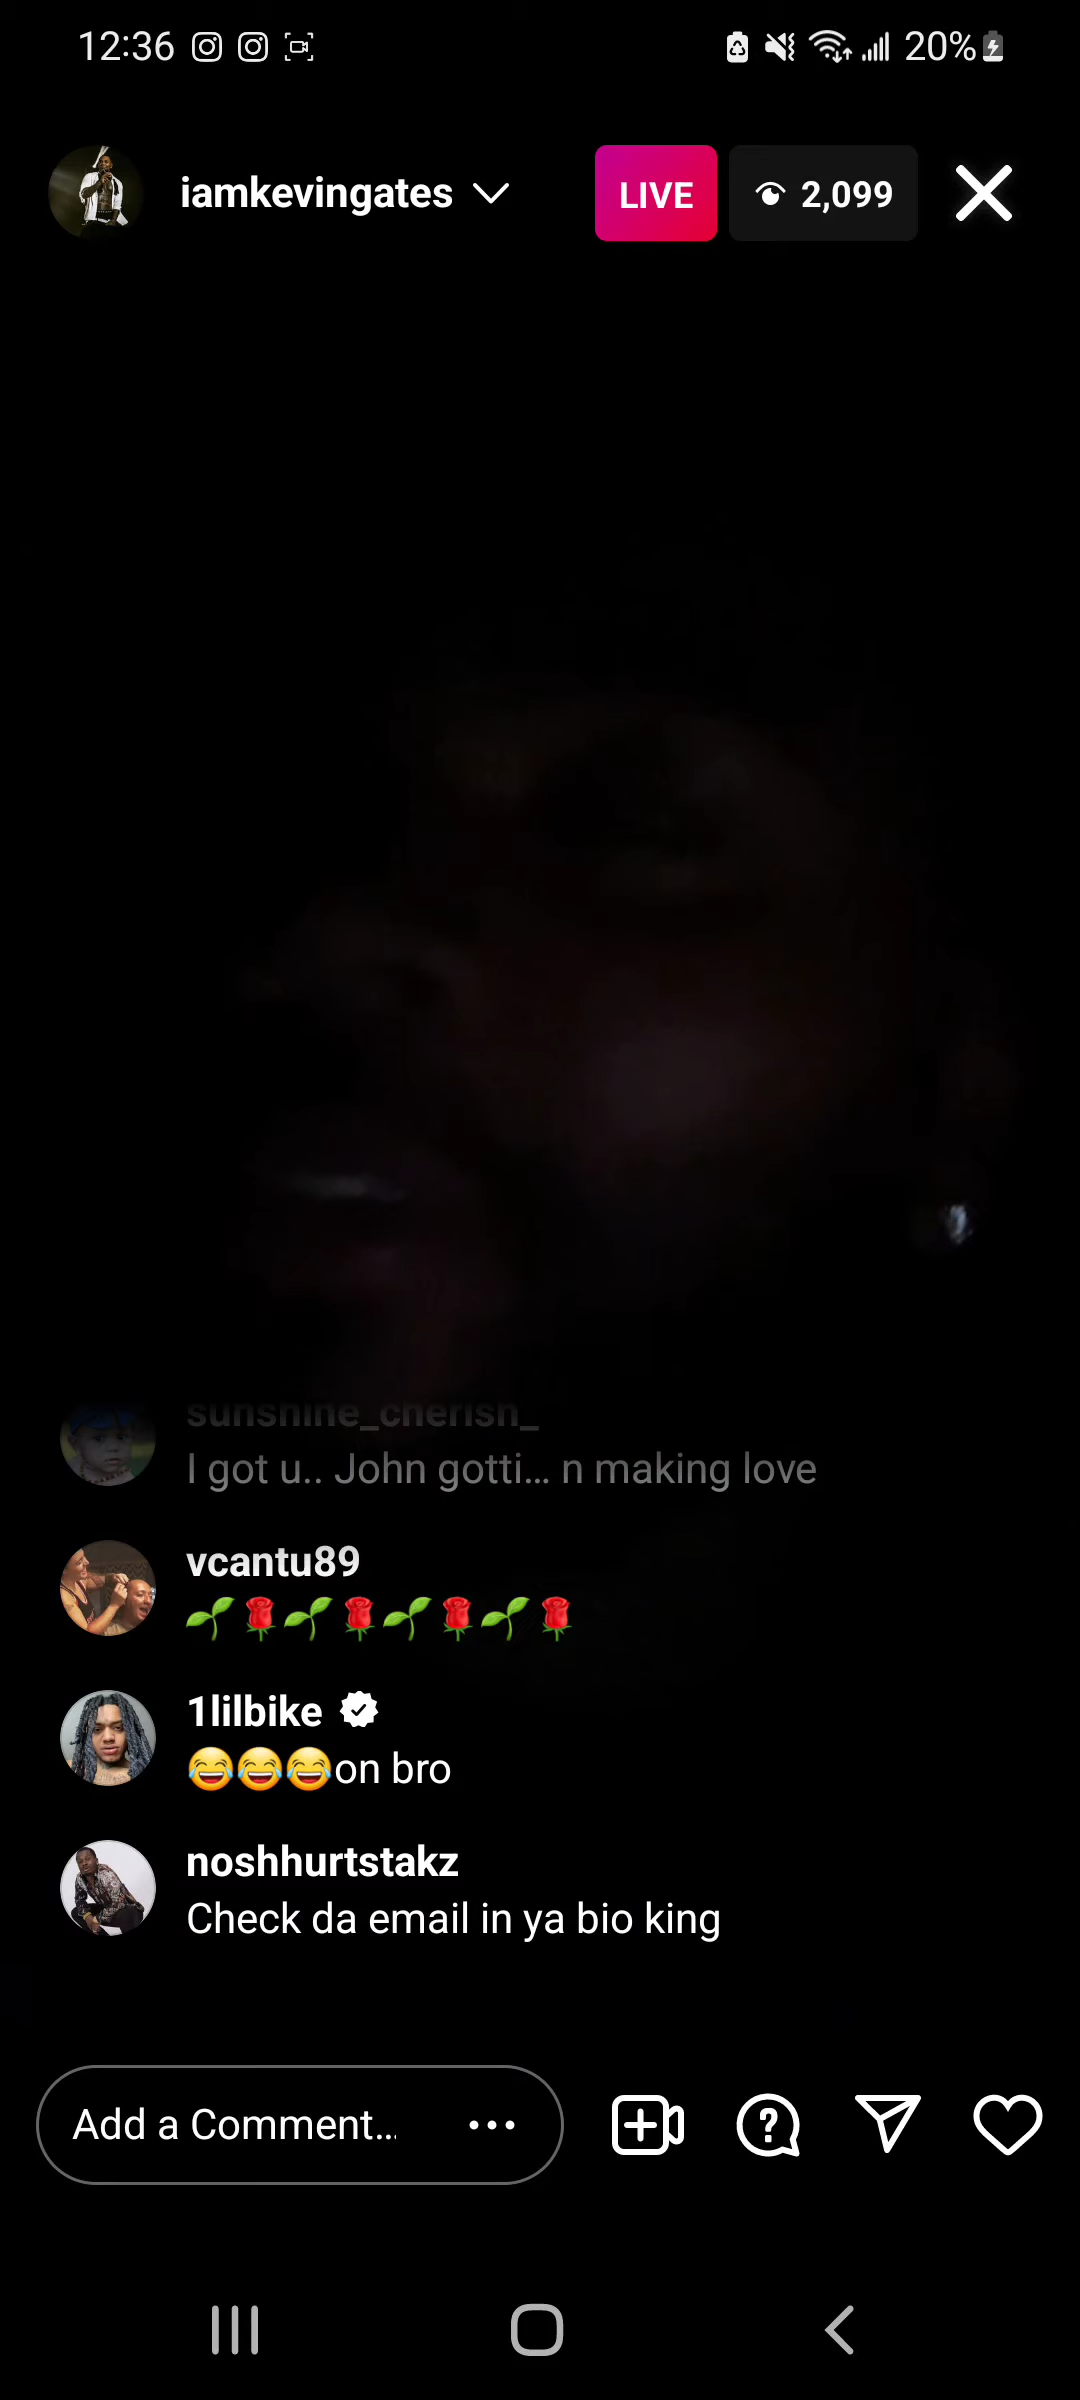 12:36
20%
iamkevingates
LIVE
2,099
sunshine_cherish_
I got u.. John gotti... n making love
vcantu89
🌱🌹🌱🌹🌱🌹🌱🌹
1lilbike
😂😂😂on bro
noshhurtstakz
Check da email in ya bio king
Add a Comment...